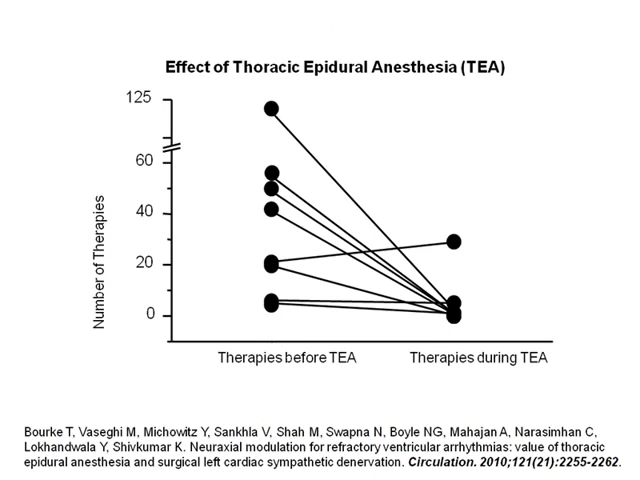 Effect of Thoracic Epidural Anesthesia (TEA)
125
60
40
20
0
Number of Therapies
Therapies before TEA
Therapies during TEA
Bourke T, Vaseghi M, Michowitz Y, Sankhla V, Shah M, Swapna N, Boyle NG, Mahajan A, Narasimhan C,
Lokhandwala Y, Shivkumar K. Neuraxial modulation for refractory ventricular arrhythmias: value of thoracic
epidural anesthesia and surgical left cardiac sympathetic denervation. Circulation. 2010;121(21):2255-2262.